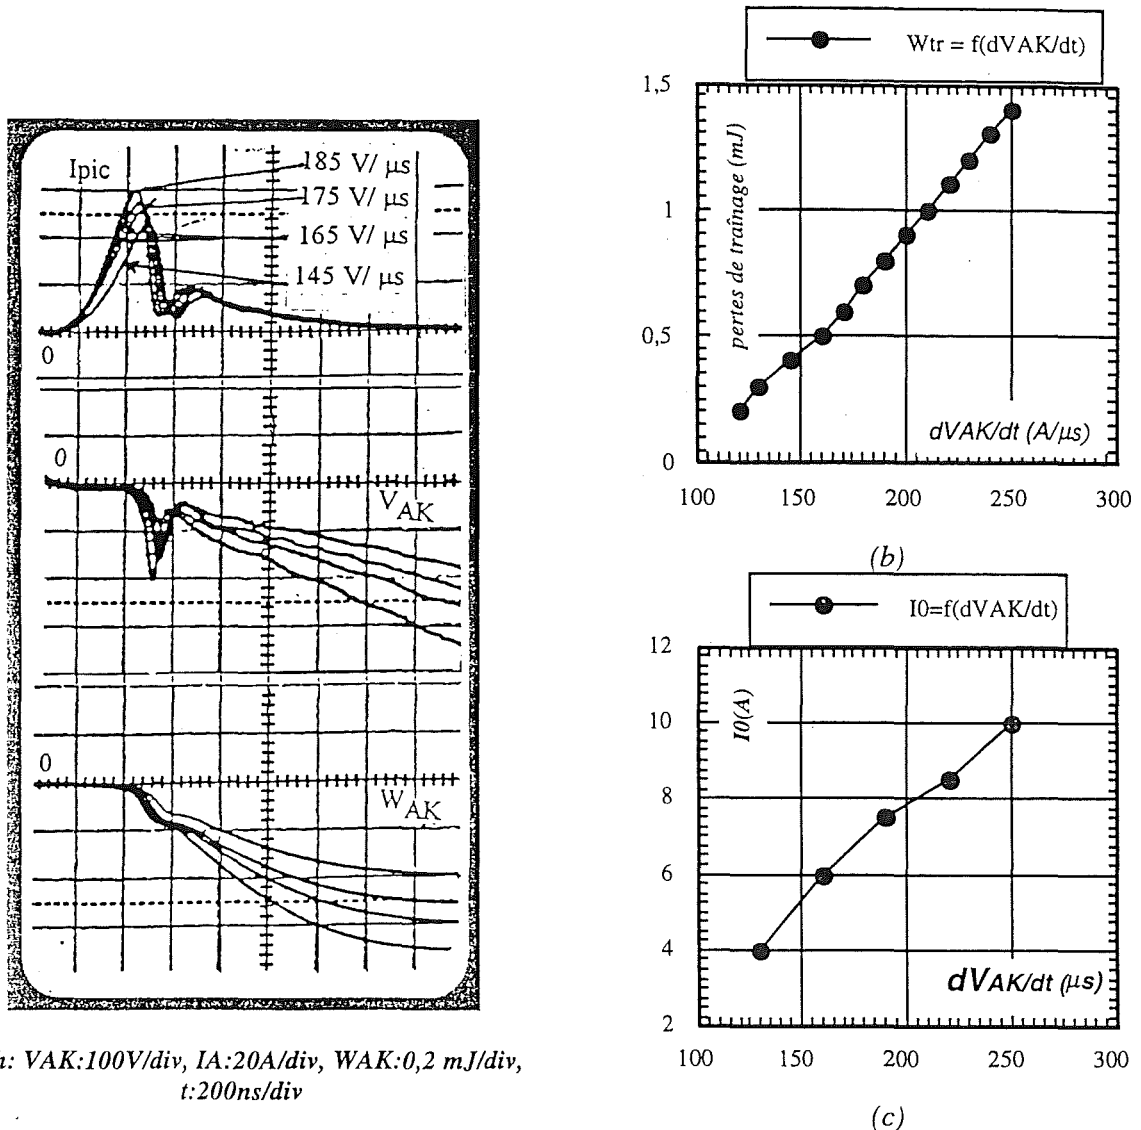 Ipic
185 V/ µs
175 V/ µs
165 V/ µs
145 V/ µs
0
0
VAK
0
WAK
: VAK:100V/div, IA:20A/div, WAK:0,2 mJ/div,
t:200ns/div
Wtr = f(dVAK/dt)
1,5
1
0,5
0
pertes de traînage (mJ)
dVAK/dt (A/µs)
100 150 200 250 300
(b)
I0=f(dVAK/dt)
12
10
8
6
4
2
I0(A)
dVAK/dt (µs)
100 150 200 250 300
(c)